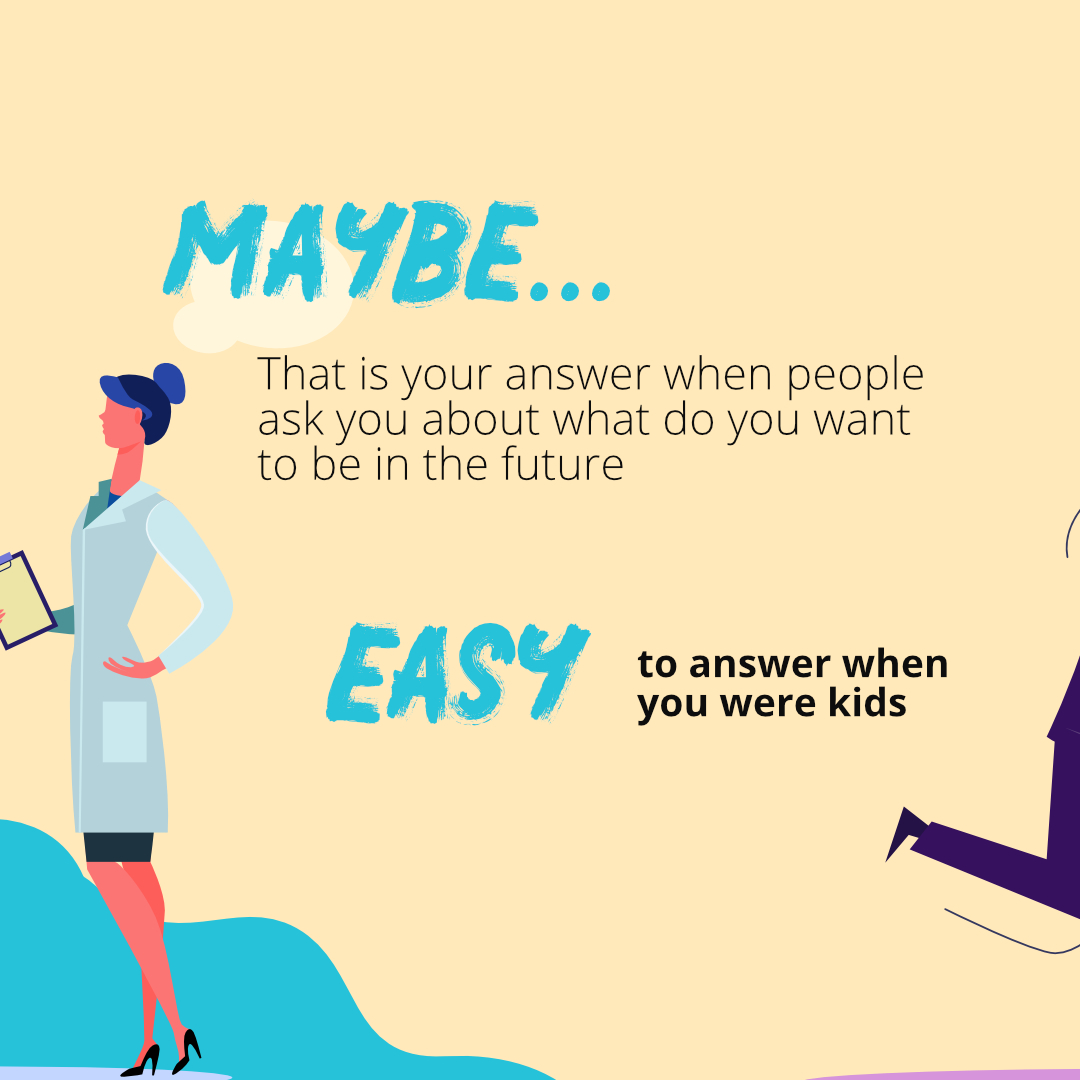 MAYBE...
That is your answer when people
ask you about what do you want
to be in the future
EASY
to answer when
you were kids